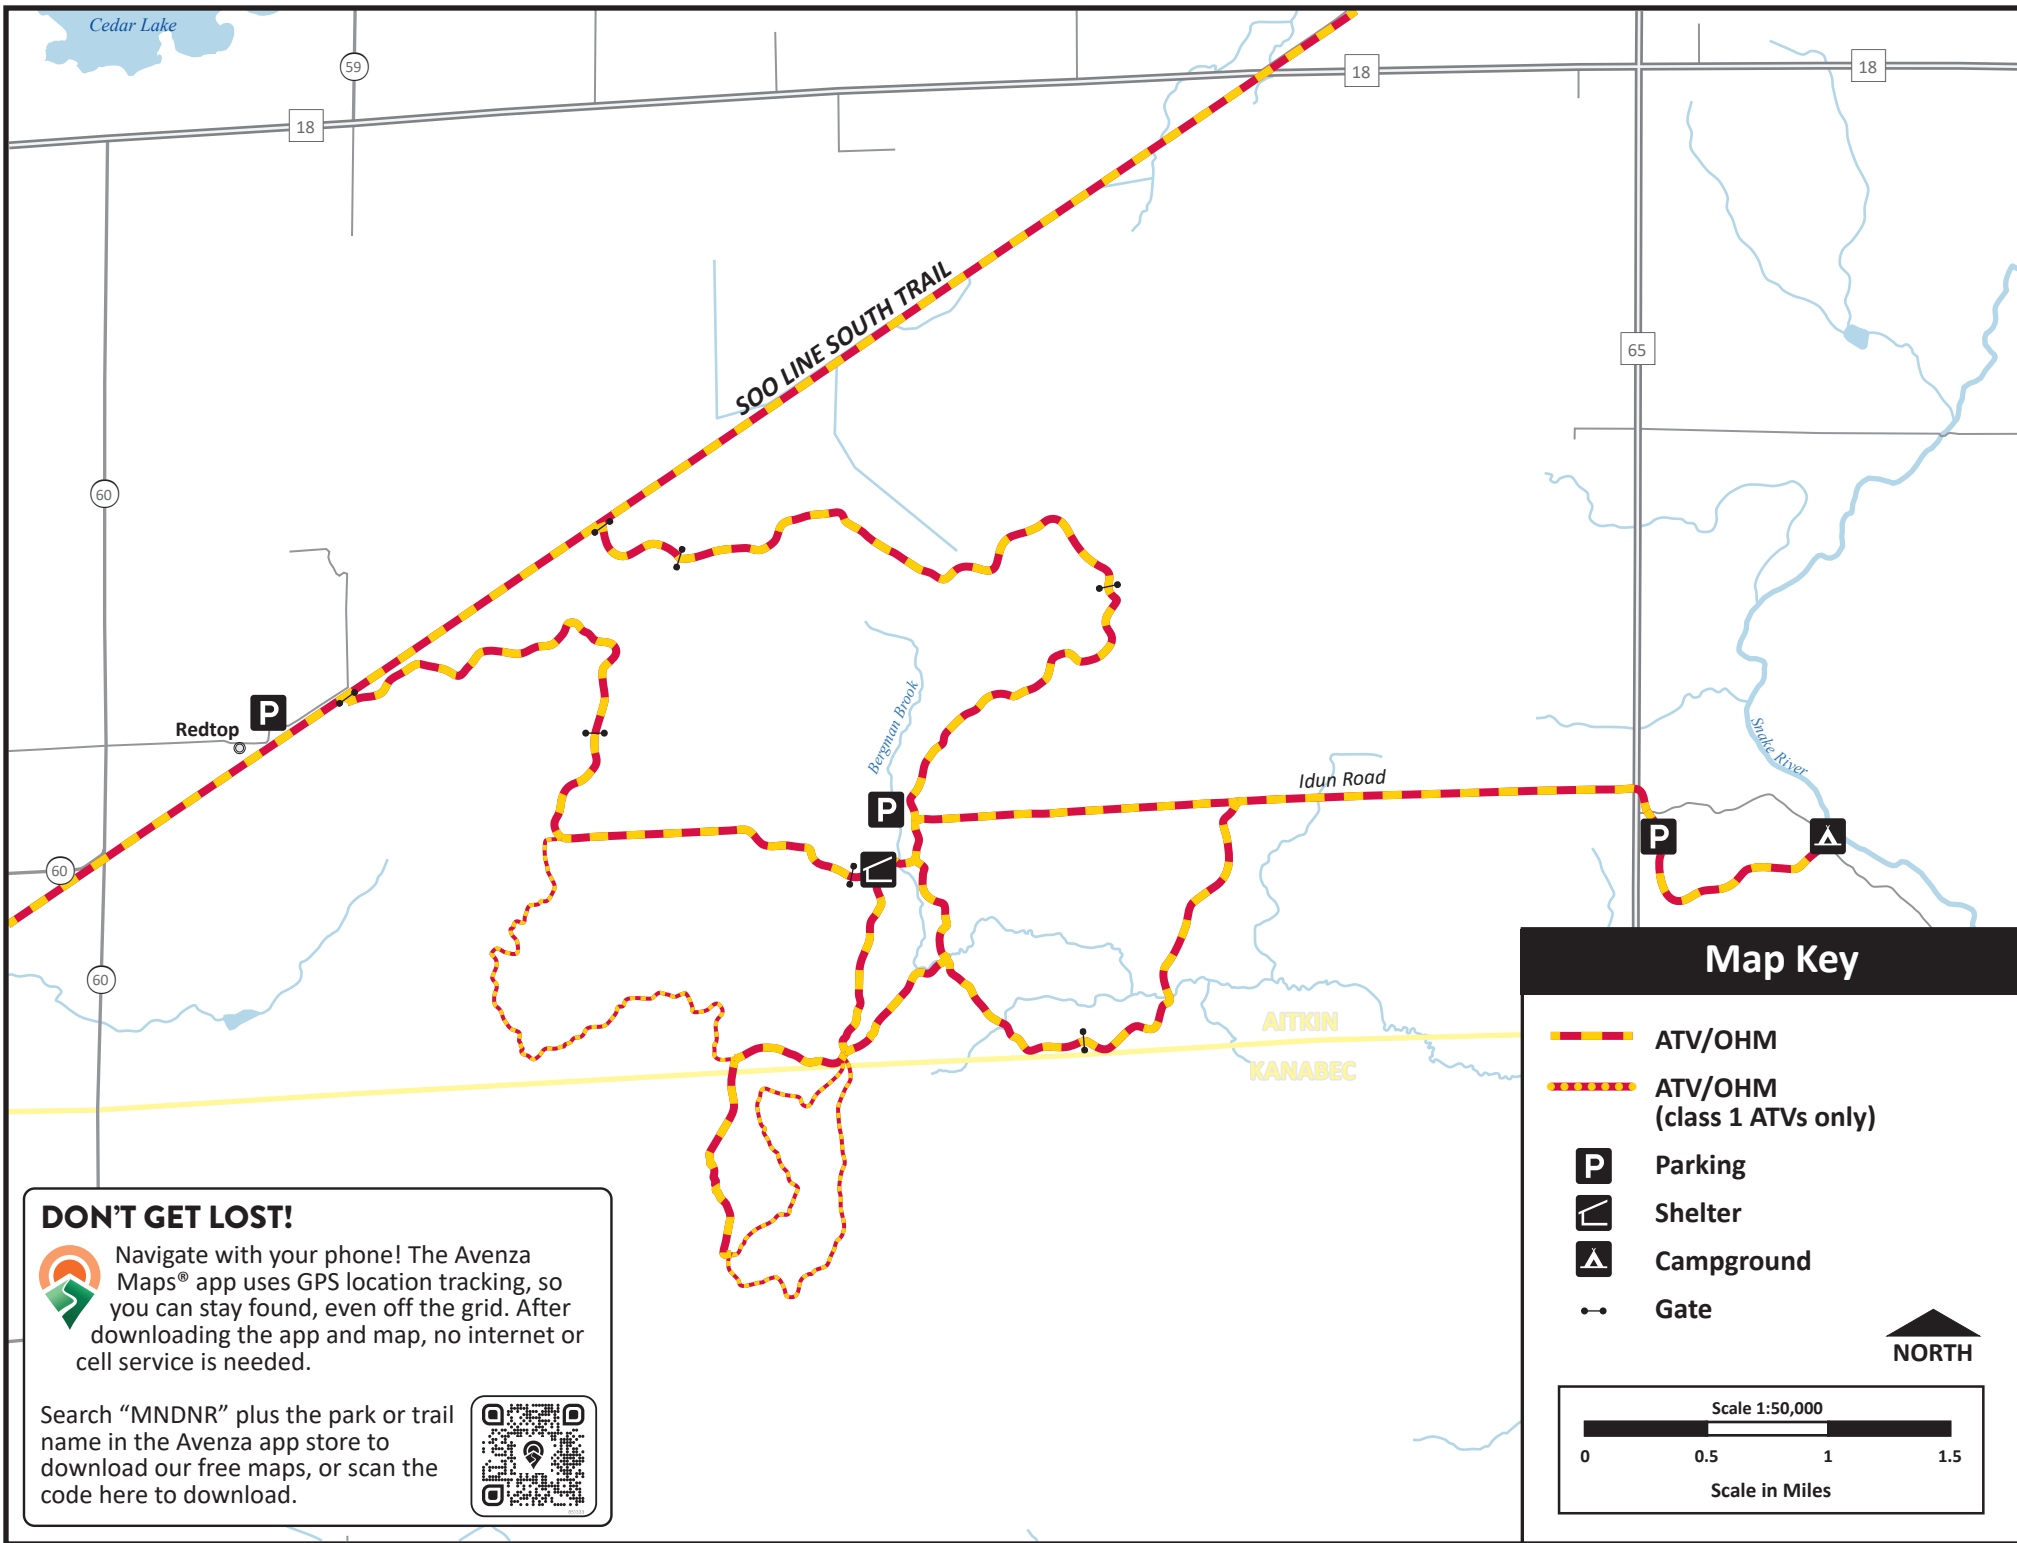 Cedar Lake
59
18
18
18
SOO LINE SOUTH TRAIL
65
60
Redtop
P
Bergman Brook
P
Idun Road
Snake River
P
60
60
AITKIN
KANABEC
Map Key
ATV/OHM
ATV/OHM
(class 1 ATVs only)
P Parking
Shelter
Campground
Gate
NORTH
Scale 1:50,000
0 0.5 1 1.5
Scale in Miles
DON'T GET LOST!
Navigate with your phone! The Avenza
Maps® app uses GPS location tracking, so
you can stay found, even off the grid. After
downloading the app and map, no internet or
cell service is needed.
Search “MNDNR” plus the park or trail
name in the Avenza app store to
download our free maps, or scan the
code here to download.